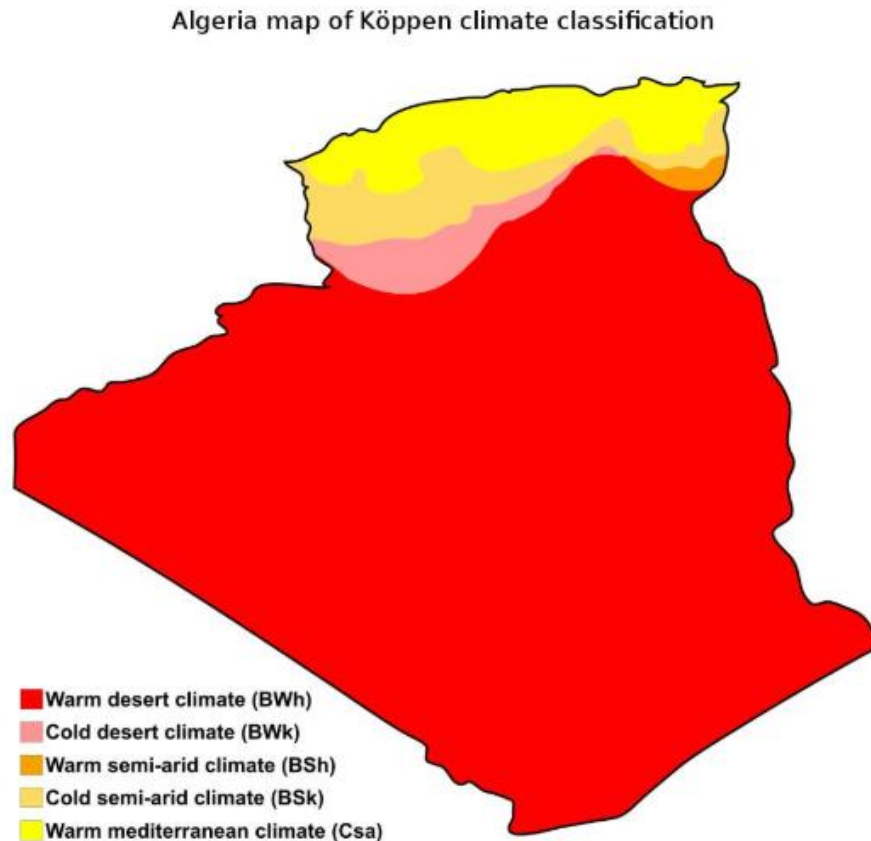 Algeria map of Köppen climate classification
Warm desert climate (BWh)
Cold desert climate (BWk)
Warm semi-arid climate (BSh)
Cold semi-arid climate (BSk)
Warm mediterranean climate (Csa)